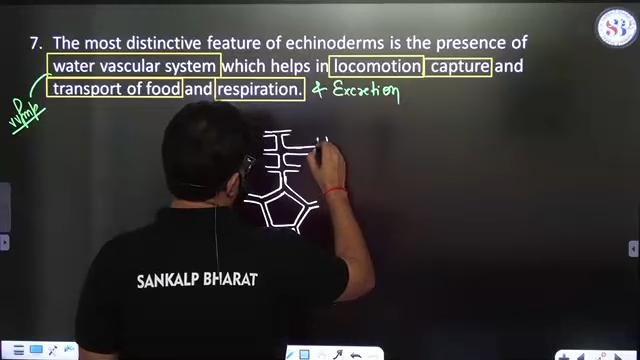 7. The most distinctive feature of echinoderms is the presence of
water vascular system which helps in locomotion, capture and
transport of food and respiration. & Excretion
SANKALP BHARAT
SB